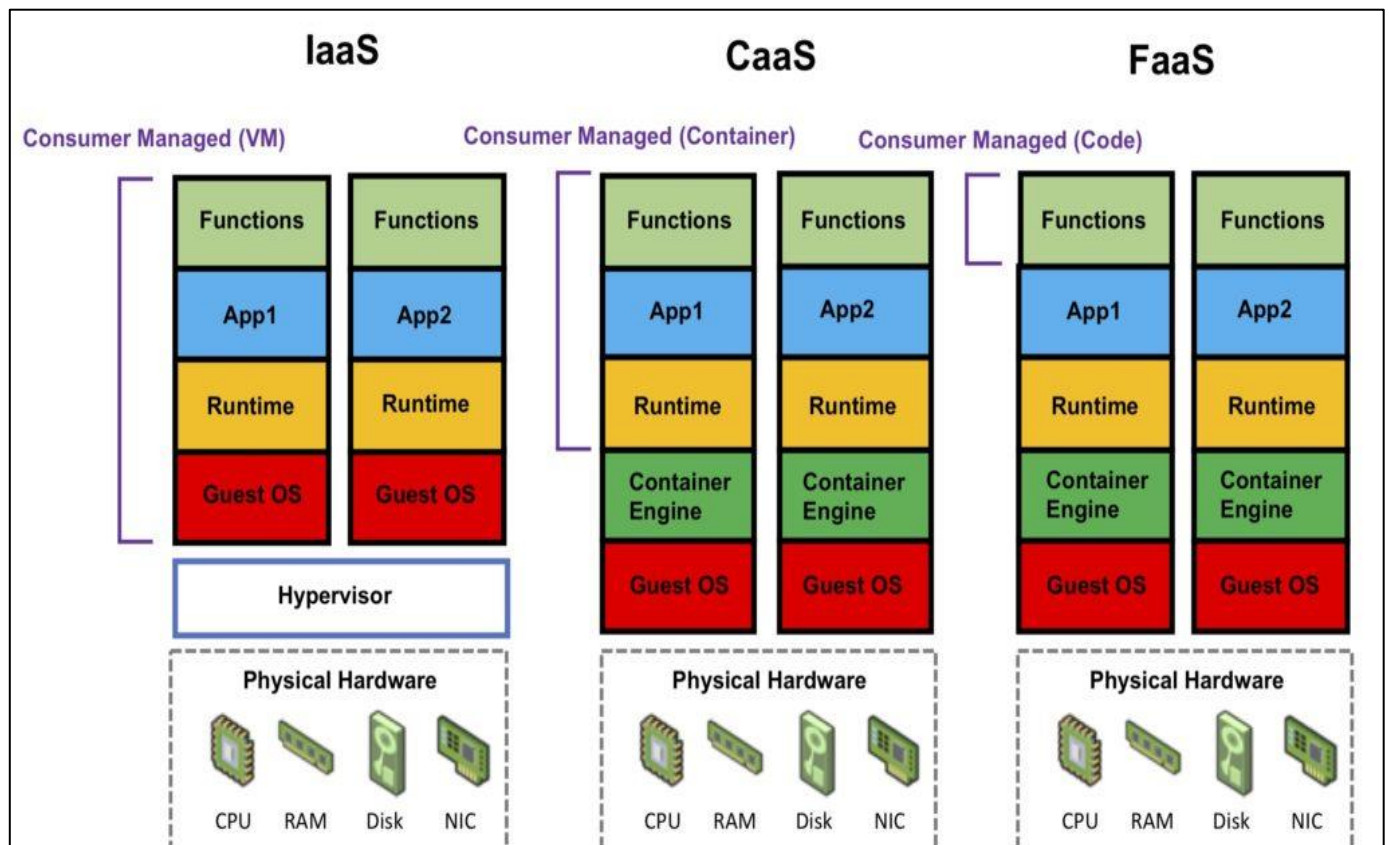 IaaS
CaaS
FaaS
Consumer Managed (VM)
Consumer Managed (Container)
Consumer Managed (Code)
Functions
Functions
Functions
Functions
Functions
Functions
App1
App2
App1
App2
App1
App2
Runtime
Runtime
Runtime
Runtime
Runtime
Runtime
Guest OS
Guest OS
Container
Engine
Container
Engine
Container
Engine
Container
Engine
Hypervisor
Guest OS
Guest OS
Guest OS
Guest OS
Physical Hardware
Physical Hardware
Physical Hardware
CPU
RAM
Disk
NIC
CPU
RAM
Disk
NIC
CPU
RAM
Disk
NIC